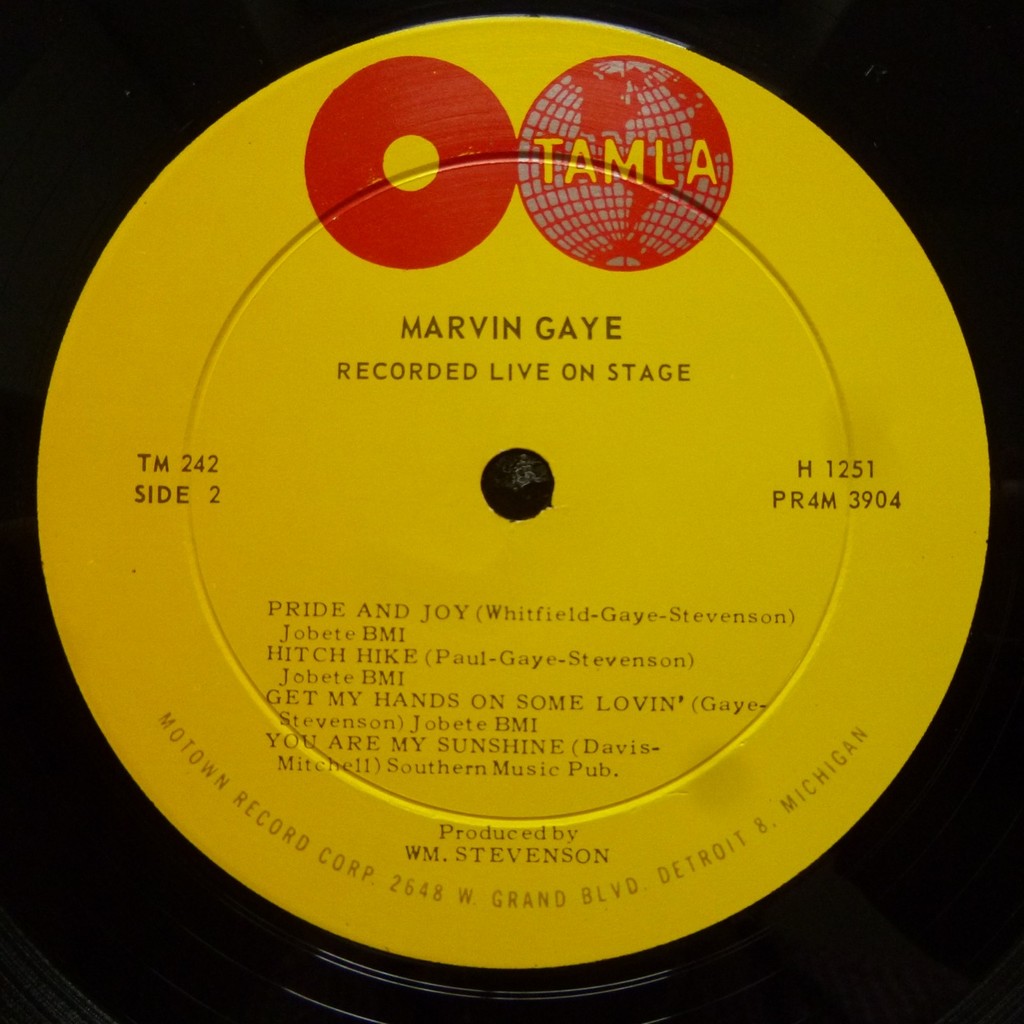 TAMLA
MARVIN GAYE
RECORDED LIVE ON STAGE
TM 242
SIDE 2
H 1251
PR4M 3904
PRIDE AND JOY (Whitfield-Gaye-Stevenson)
Jobete BMI
HITCH HIKE (Paul-Gaye-Stevenson)
Jobete BMI
GET MY HANDS ON SOME LOVIN' (Gaye-
Stevenson) Jobete BMI
YOU ARE MY SUNSHINE (Davis-
Mitchell) Southern Music Pub.
Produced by
WM. STEVENSON
MOTOWN RECORD CORP. 2648 W. GRAND BLVD. DETROIT 8, MICHIGAN